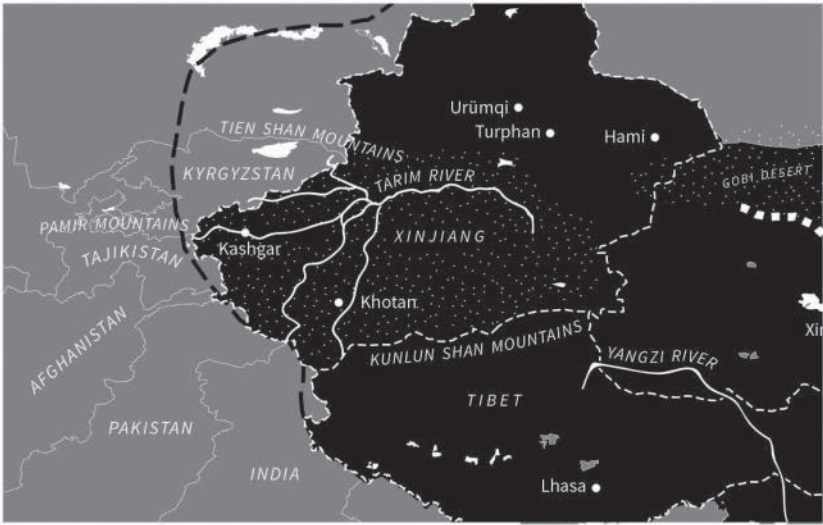 Urümqi
Turphan
Hami
TIEN SHAN MOUNTAINS
KYRGYZSTAN
TARIM RIVER
GOBI DESERT
PAMIR MOUNTAINS
Kashgar
XINJIANG
TAJIKISTAN
Khotan
AFGHANISTAN
Xin
KUNLUN SHAN MOUNTAINS
YANGZI RIVER
TIBET
PAKISTAN
INDIA
Lhasa